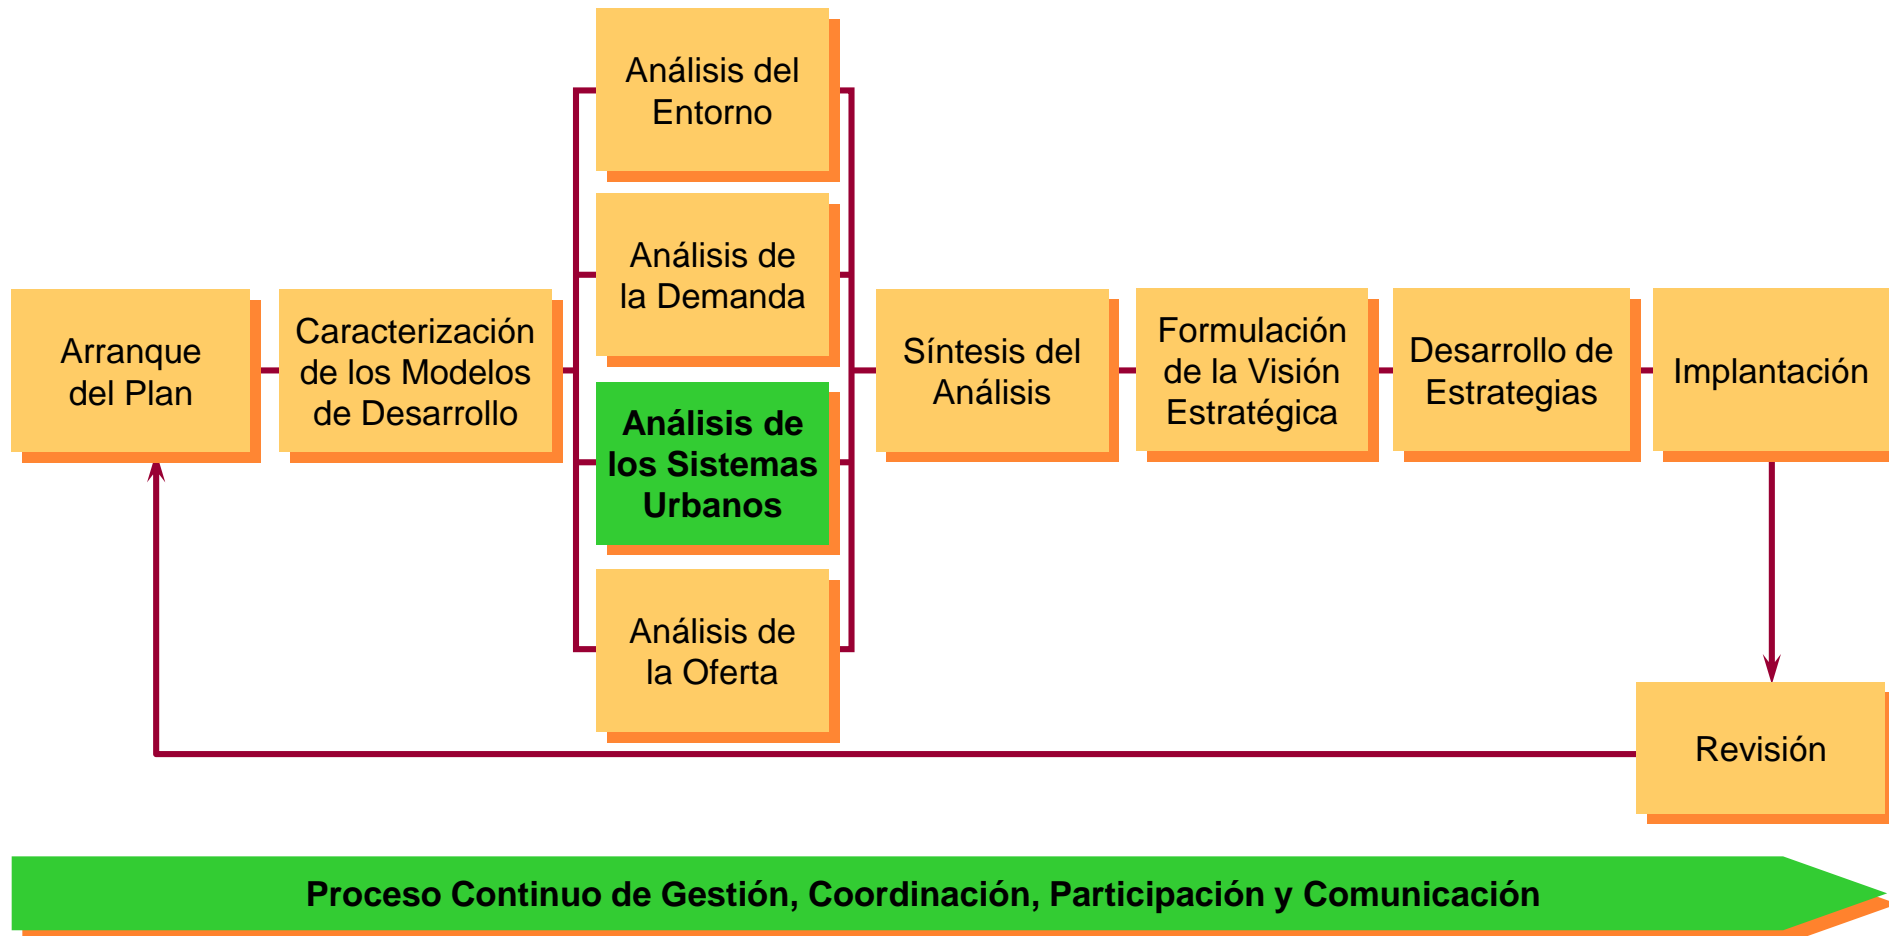 Arranque
del Plan
Caracterización
de los Modelos
de Desarrollo
Análisis del
Entorno
Análisis de
la Demanda
Análisis de
los Sistemas
Urbanos
Análisis de
la Oferta
Síntesis del
Análisis
Formulación
de la Visión
Estratégica
Desarrollo de
Estrategias
Implantación
Revisión
Proceso Continuo de Gestión, Coordinación, Participación y Comunicación